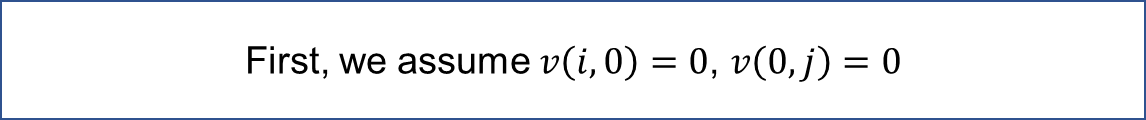 First, we assume 𝑣(𝑖, 0) = 0, 𝑣(0, 𝑗) = 0